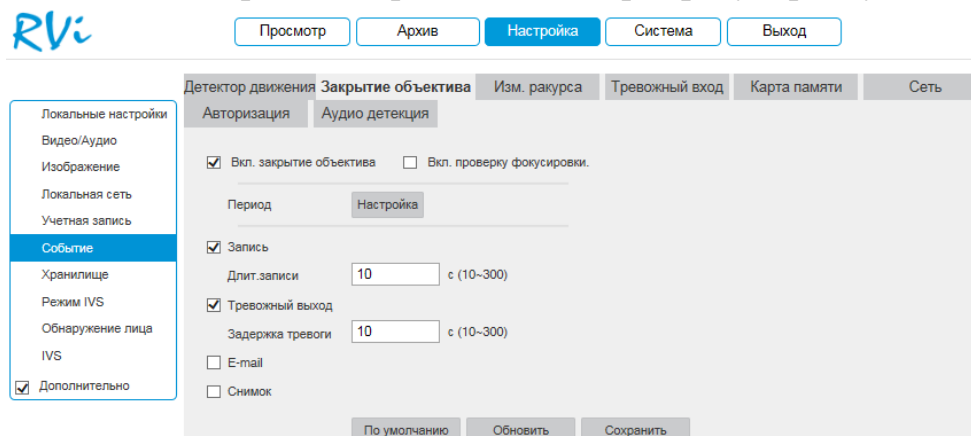 RVi
Просмотр Архив Настройка Система Выход
Детектор движения Закрытие объектива Изм. ракурса Тревожный вход Карта памяти Сеть
Авторизация Аудио детекция
Локальные настройки
Видео/Аудио
Изображение
Локальная сеть
Учетная запись
Событие
Хранилище
Режим IVS
Обнаружение лица
IVS
Дополнительно
Вкл. закрытие объектива Вкл. проверку фокусировки.
Период Настройка
Запись
Длит.записи 10 с (10~300)
Тревожный выход
Задержка тревоги 10 с (10~300)
E-mail
Снимок
По умолчанию Обновить Сохранить